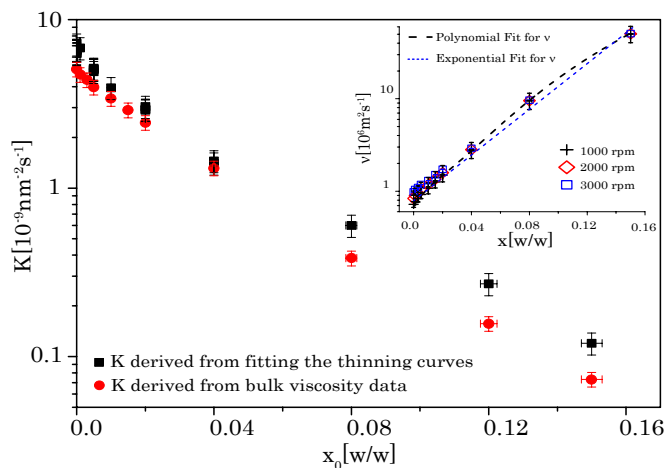 10
1
0.1
K[10⁻⁹nm⁻²s⁻¹]
0.0
0.04
0.08
0.12
0.16
x₀[w/w]
K derived from fitting the thinning curves
K derived from bulk viscosity data
Polynomial Fit for ν
Exponential Fit for ν
10
1
ν[10⁶m²s⁻¹]
1000 rpm
2000 rpm
3000 rpm
0.00
0.04
0.08
0.12
0.16
x[w/w]